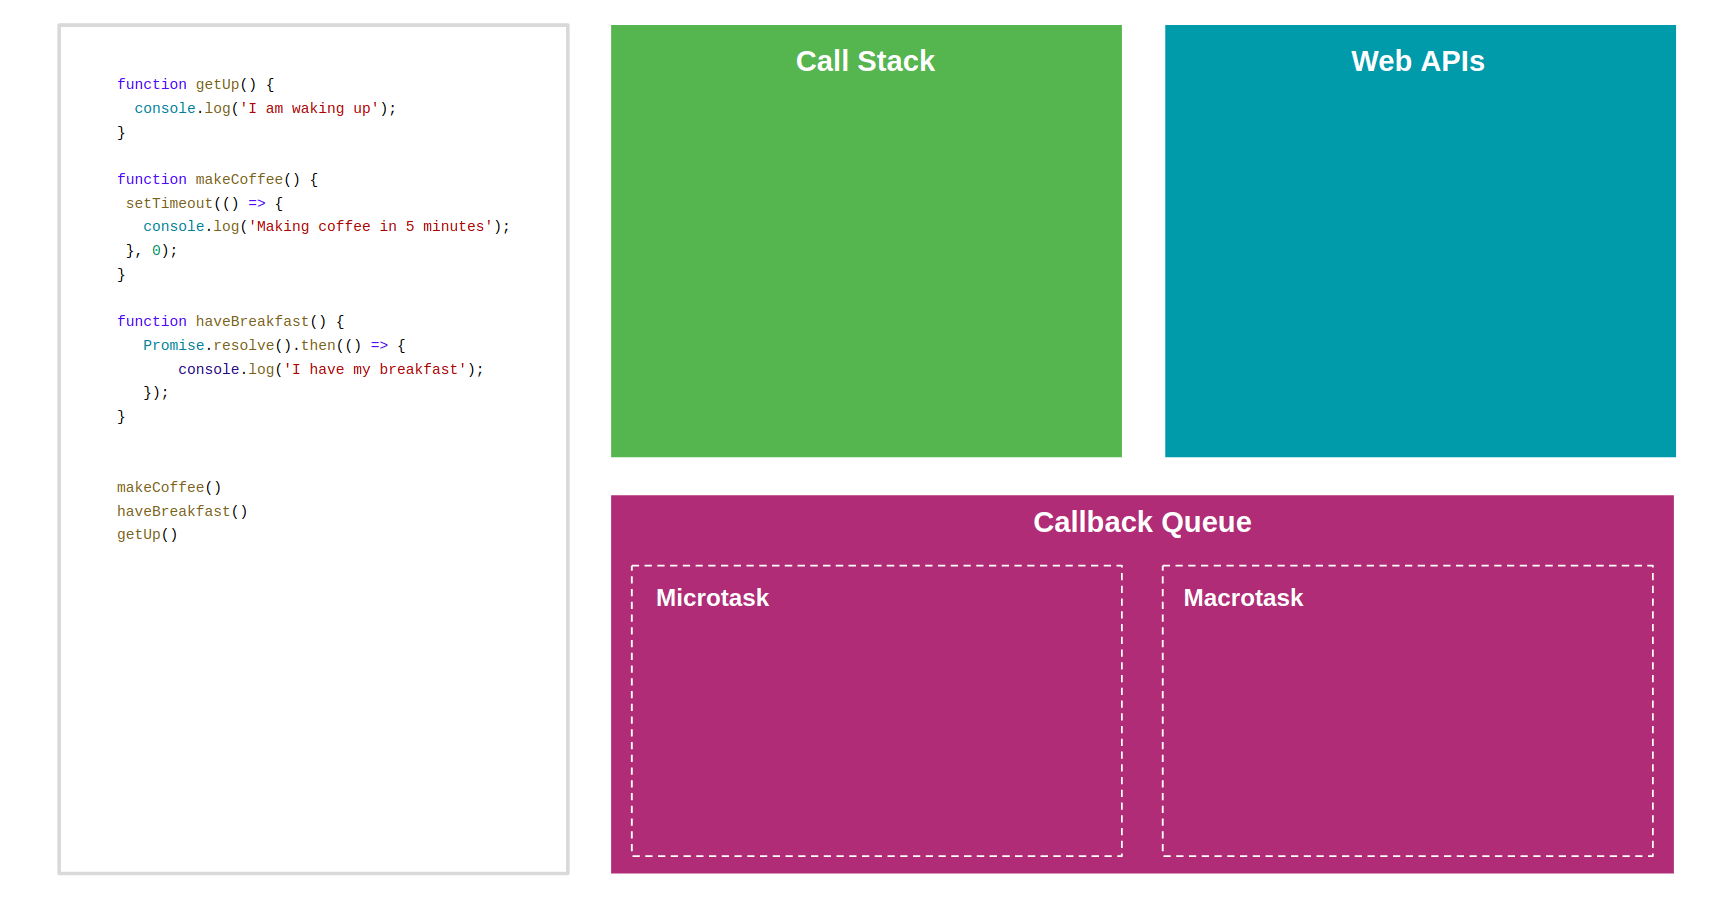 function getUp() {
  console.log('I am waking up');
}

function makeCoffee() {
 setTimeout(() => {
   console.log('Making coffee in 5 minutes');
 }, 0);
}

function haveBreakfast() {
   Promise.resolve().then(() => {
       console.log('I have my breakfast');
   });
}

makeCoffee()
haveBreakfast()
getUp()
Call Stack
Web APIs
Callback Queue
Microtask
Macrotask